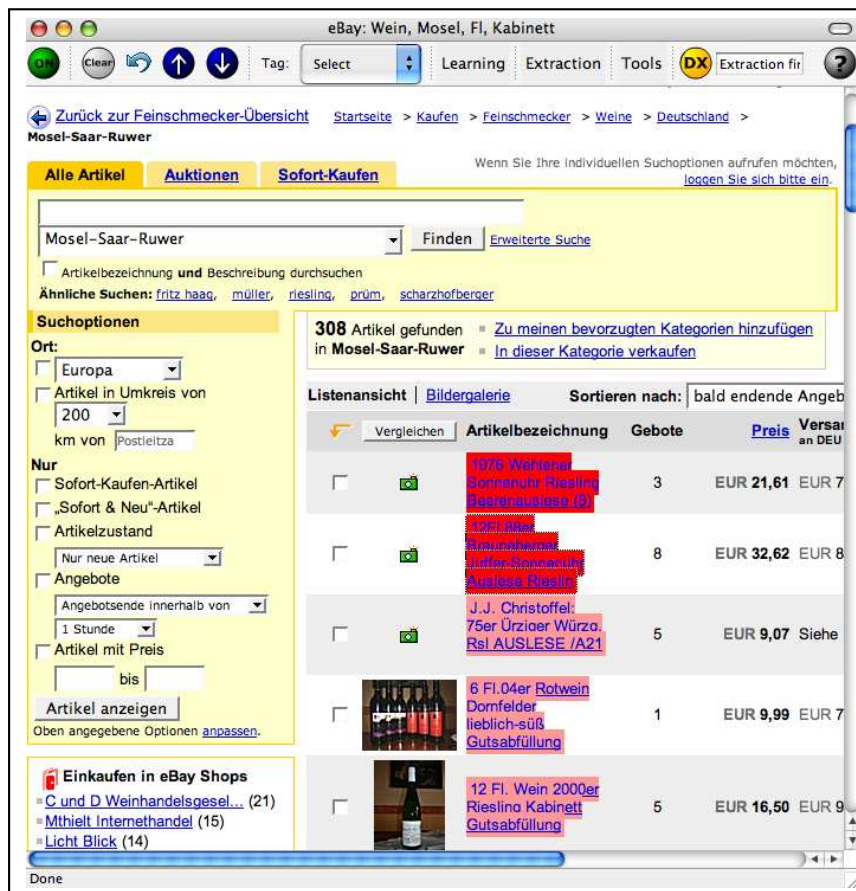 eBay: Wein, Mosel, Fl, Kabinett
ON Clear Tag: Select Learning Extraction Tools DX Extraction fir ?
Zurück zur Feinschmecker-Übersicht Startseite > Kaufen > Feinschmecker > Weine > Deutschland >
Mosel-Saar-Ruwer
Wenn Sie Ihre individuellen Suchoptionen aufrufen möchten,
loggen Sie sich bitte ein.
Alle Artikel Auktionen Sofort-Kaufen
Mosel-Saar-Ruwer Finden Erweiterte Suche
Artikelbezeichnung und Beschreibung durchsuchen
Ähnliche Suchen: fritz haag, müller, riesling, prüm, scharzhofberger
Suchoptionen
Ort:
Europa
Artikel in Umkreis von
200
km von Postleitza
Nur
Sofort-Kaufen-Artikel
„Sofort & Neu"-Artikel
Artikelzustand
Nur neue Artikel
Angebote
Angebotsende innerhalb von
1 Stunde
Artikel mit Preis
bis
Artikel anzeigen
Oben angegebene Optionen anpassen.
Einkaufen in eBay Shops
C und D Weinhandelsgesel... (21)
Mthielt Internethandel (15)
Licht Blick (14)
308 Artikel gefunden Zu meinen bevorzugten Kategorien hinzufügen
in Mosel-Saar-Ruwer In dieser Kategorie verkaufen
Listenansicht | Bildergalerie Sortieren nach: bald endende Angeb
Vergleichen Artikelbezeichnung Gebote Preis Versan
an DEU
1976 Wehlener
Sonnenuhr Riesling
Beerenauslese (3)
3 EUR 21,61 EUR 7
12Fl.88er
Brauneberger
Juffer-Sonnenuhr
Auslese Rieslin
8 EUR 32,62 EUR 8
J.J. Christoffel:
75er Ürziger Würzg.
Rsl AUSLESE /A21
5 EUR 9,07 Siehe
6 Fl.04er Rotwein
Dornfelder
lieblich-süß
Gutsabfüllung
1 EUR 9,99 EUR 7
12 Fl. Wein 2000er
Riesling Kabinett
Gutsabfüllung
5 EUR 16,50 EUR 9
Done